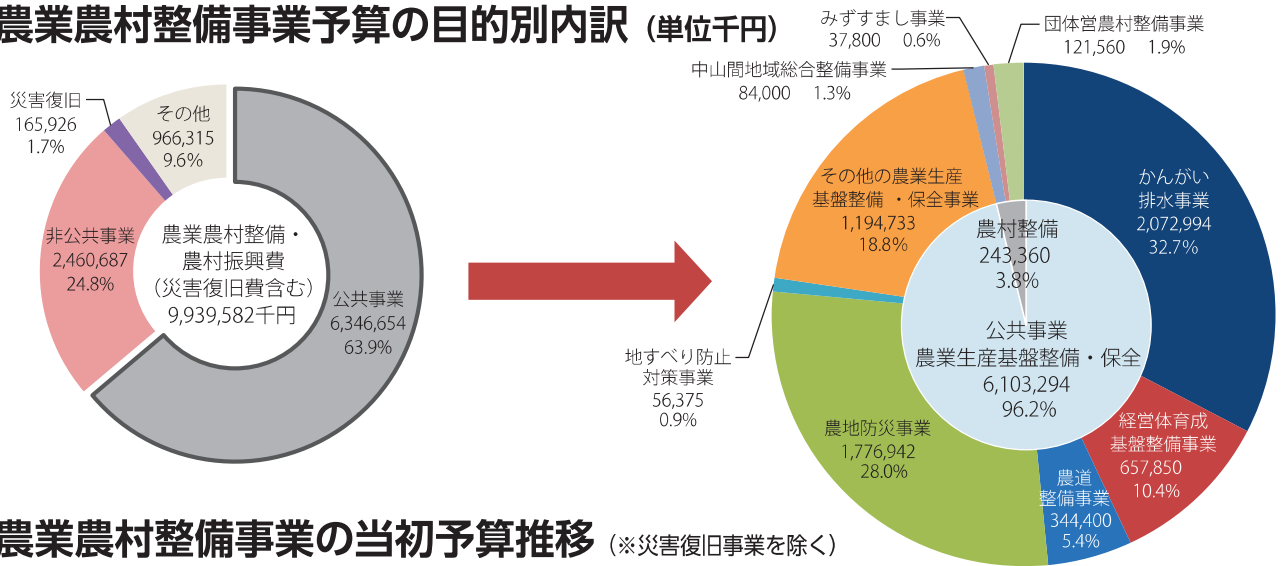 農業農村整備事業予算の目的別内訳（単位千円）
災害復旧
165,926
1.7%
その他
966,315
9.6%
非公共事業
2,460,687
24.8%
農業農村整備・
農村振興費
（災害復旧費含む）
9,939,582千円
公共事業
6,346,654
63.9%
みずすまし事業
37,800 0.6%
団体営農村整備事業
121,560 1.9%
中山間地域総合整備事業
84,000 1.3%
その他の農業生産
基盤整備 ・保全事業
1,194,733
18.8%
かんがい
排水事業
2,072,994
32.7%
農村整備
243,360
3.8%
公共事業
農業生産基盤整備・保全
6,103,294
96.2%
地すべり防止
対策事業
56,375
0.9%
農地防災事業
1,776,942
28.0%
経営体育成
基盤整備事業
657,850
10.4%
農道
整備事業
344,400
5.4%
農業農村整備事業の当初予算推移（※災害復旧事業を除く）